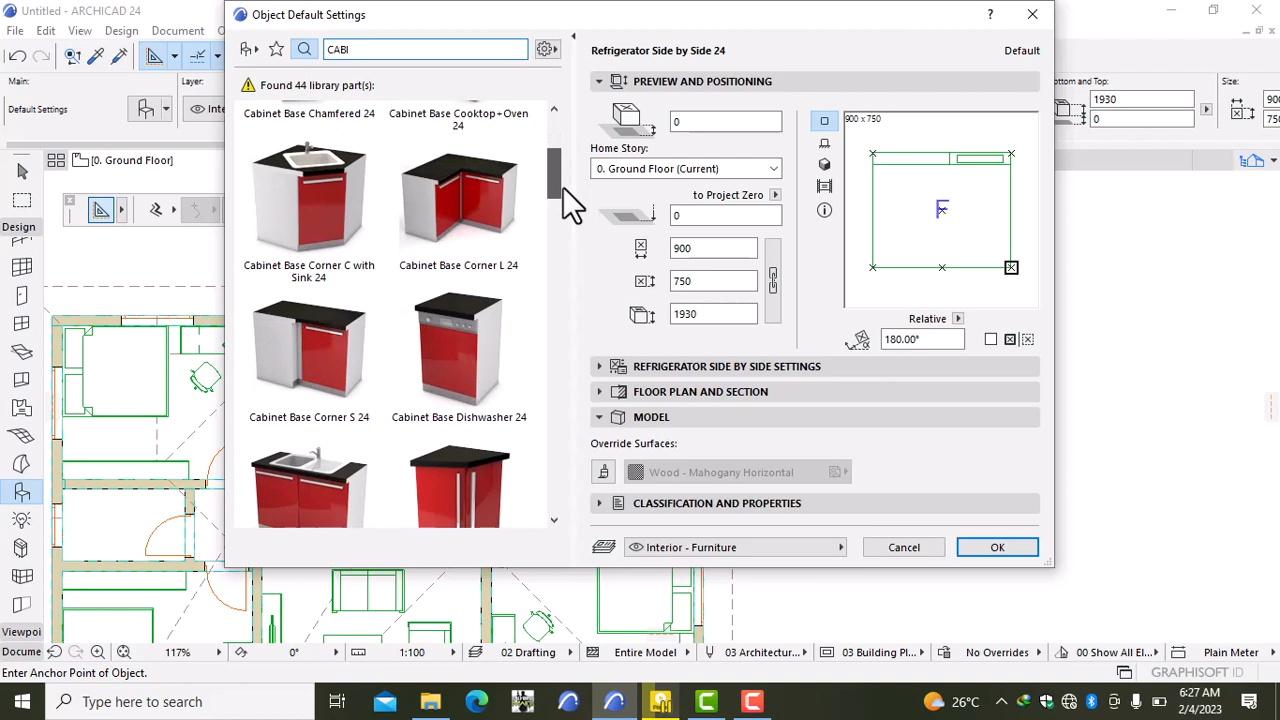 Untitled - ARCHICAD 24
File Edit View Design
Main: Layer:
Default Settings
Inte
Design
[0. Ground Floor]
Viewpoi
Docume
Object Default Settings
?
CABI
Found 44 library part(s):
Cabinet Base Chamfered 24
Cabinet Base Cooktop+Oven 24
Cabinet Base Corner C with Sink 24
Cabinet Base Corner L 24
Cabinet Base Corner S 24
Cabinet Base Dishwasher 24
Refrigerator Side by Side 24
Default
PREVIEW AND POSITIONING
0
Home Story:
0. Ground Floor (Current)
to Project Zero
0
900
750
1930
900 x 750
F
Relative
180.00°
REFRIGERATOR SIDE BY SIDE SETTINGS
FLOOR PLAN AND SECTION
MODEL
Override Surfaces:
Wood - Mahogany Horizontal
CLASSIFICATION AND PROPERTIES
Interior - Furniture
Cancel
OK
ottom and Top: Size:
1930
0
900
750
117%
0°
1:100
02 Drafting
Entire Model
03 Architectur...
03 Building Pl...
No Overrides
00 Show All El...
Plain Meter
Enter Anchor Point of Object.
GRAPHISOFT ID
Type here to search
26°C
6:27 AM
2/4/2023